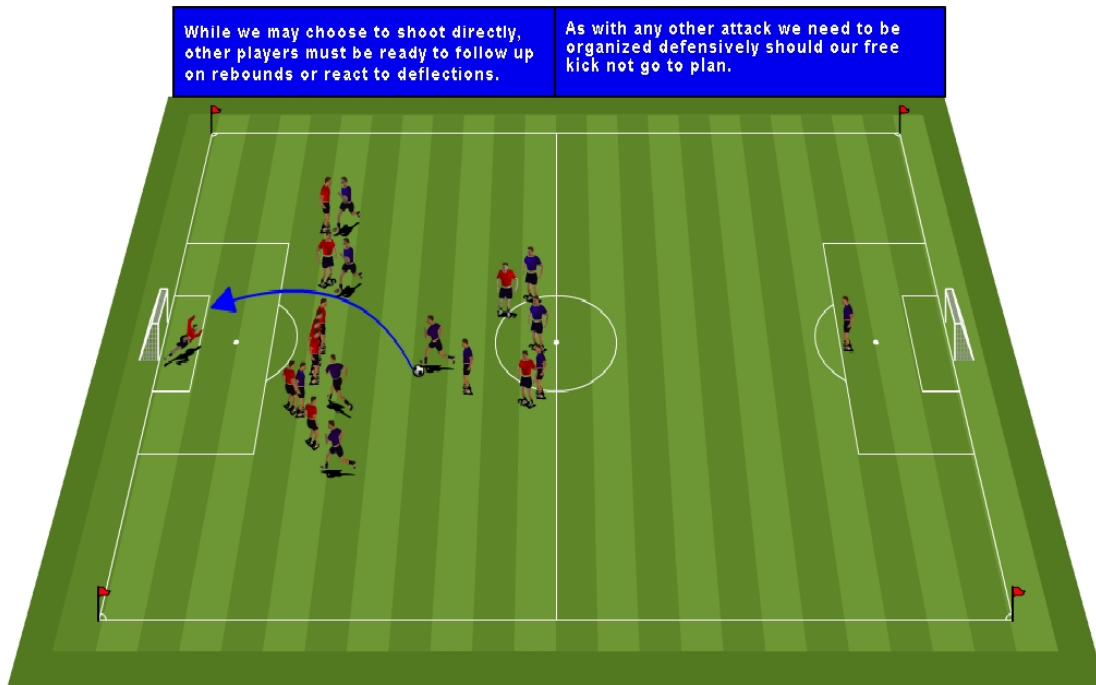 While we may choose to shoot directly,
other players must be ready to follow up
on rebounds or react to deflections.
As with any other attack we need to be
organized defensively should our free
kick not go to plan.